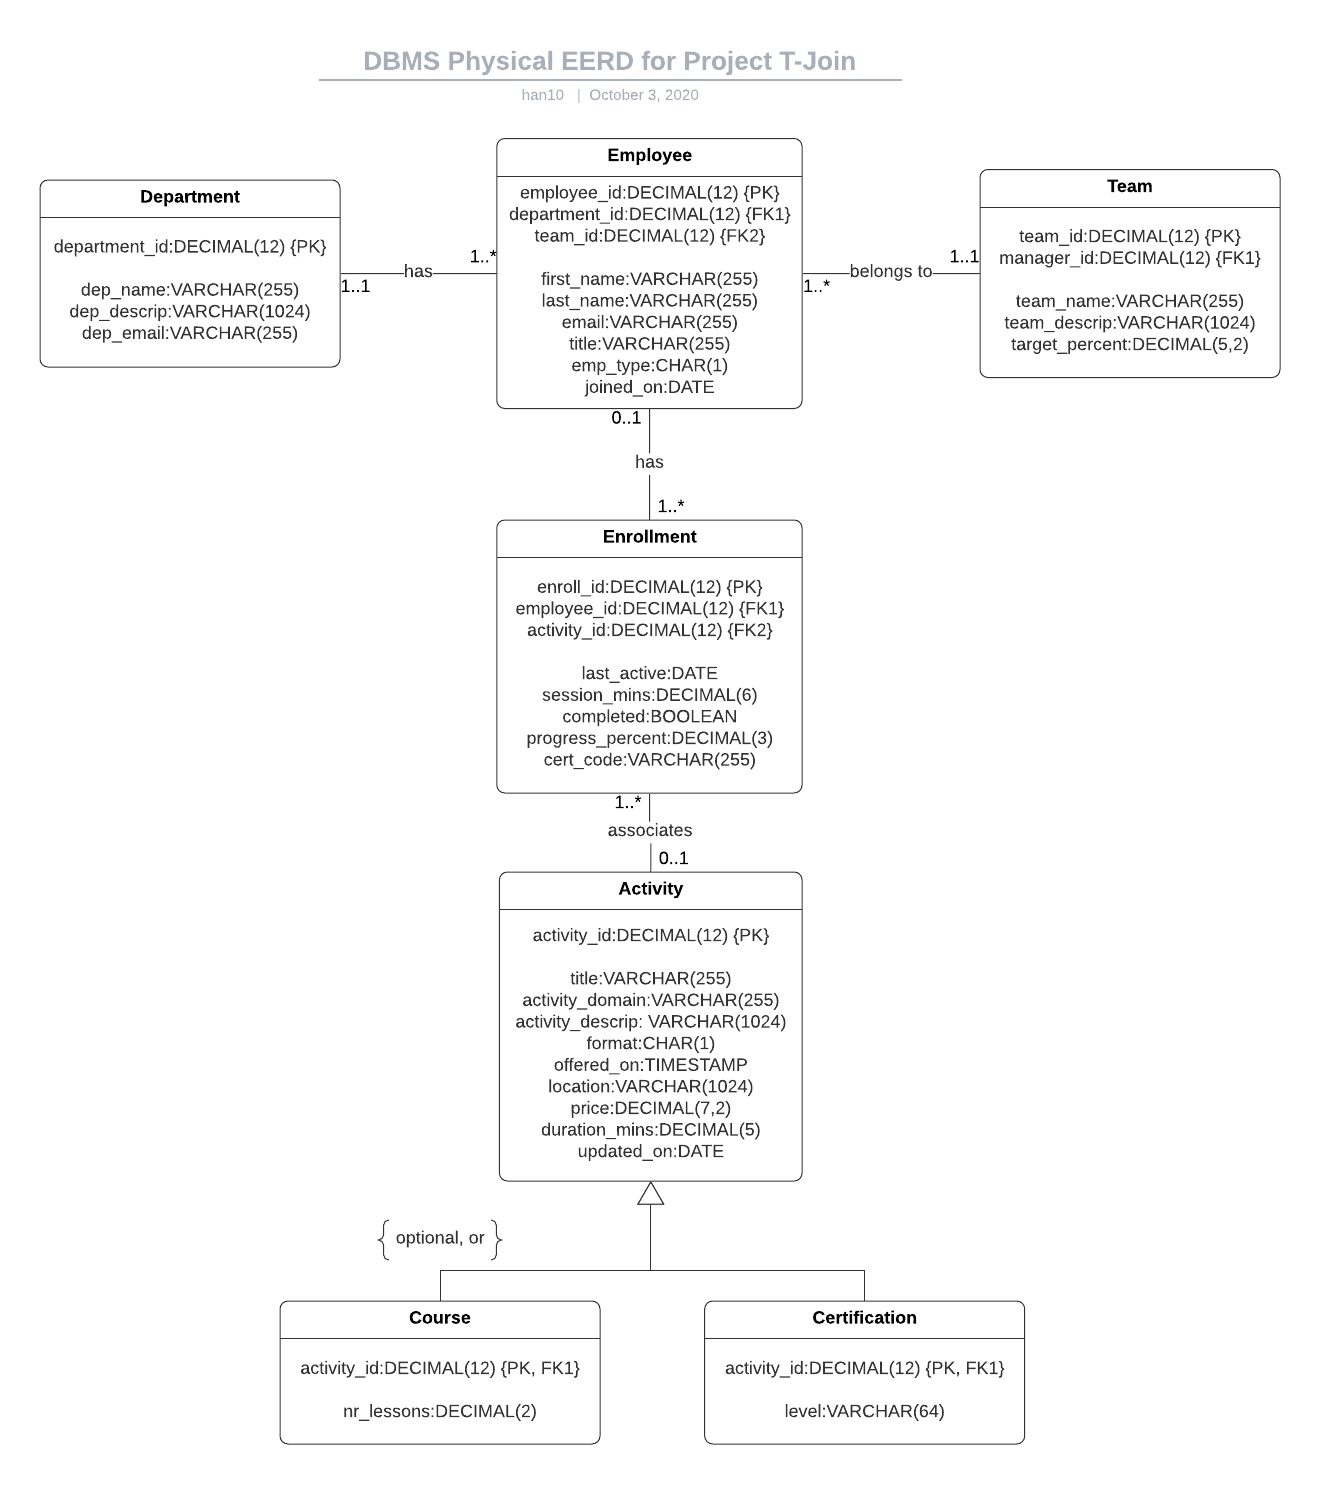 DBMS Physical EERD for Project T-Join
han10 | October 3, 2020
Department
department_id:DECIMAL(12) {PK}
dep_name:VARCHAR(255)
dep_descrip:VARCHAR(1024)
dep_email:VARCHAR(255)
1..1
has
1..*
Employee
employee_id:DECIMAL(12) {PK}
department_id:DECIMAL(12) {FK1}
team_id:DECIMAL(12) {FK2}
first_name:VARCHAR(255)
last_name:VARCHAR(255)
email:VARCHAR(255)
title:VARCHAR(255)
emp_type:CHAR(1)
joined_on:DATE
1..*
belongs to
1..1
Team
team_id:DECIMAL(12) {PK}
manager_id:DECIMAL(12) {FK1}
team_name:VARCHAR(255)
team_descrip:VARCHAR(1024)
target_percent:DECIMAL(5,2)
0..1
has
1..*
Enrollment
enroll_id:DECIMAL(12) {PK}
employee_id:DECIMAL(12) {FK1}
activity_id:DECIMAL(12) {FK2}
last_active:DATE
session_mins:DECIMAL(6)
completed:BOOLEAN
progress_percent:DECIMAL(3)
cert_code:VARCHAR(255)
1..*
associates
0..1
Activity
activity_id:DECIMAL(12) {PK}
title:VARCHAR(255)
activity_domain:VARCHAR(255)
activity_descrip: VARCHAR(1024)
format:CHAR(1)
offered_on:TIMESTAMP
location:VARCHAR(1024)
price:DECIMAL(7,2)
duration_mins:DECIMAL(5)
updated_on:DATE
{ optional, or }
Course
activity_id:DECIMAL(12) {PK, FK1}
nr_lessons:DECIMAL(2)
Certification
activity_id:DECIMAL(12) {PK, FK1}
level:VARCHAR(64)